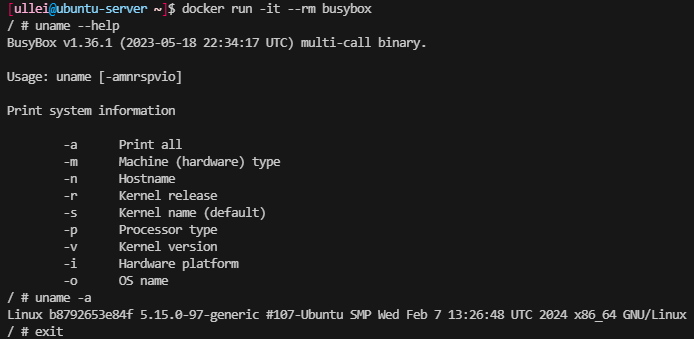 [ullei@ubuntu-server ~]$ docker run -it --rm busybox
/ # uname --help
BusyBox v1.36.1 (2023-05-18 22:34:17 UTC) multi-call binary.
Usage: uname [-amnrspvio]
Print system information
-a Print all
-m Machine (hardware) type
-n Hostname
-r Kernel release
-s Kernel name (default)
-p Processor type
-v Kernel version
-i Hardware platform
-o OS name
/ # uname -a
Linux b8792653e84f 5.15.0-97-generic #107-Ubuntu SMP Wed Feb 7 13:26:48 UTC 2024 x86_64 GNU/Linux
/ # exit